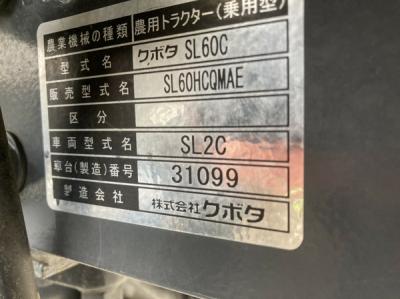 農業機械の種類 農用トラクター(乗用型)
型式名 クボタ SL60C
販売型式名 SL60HCQMAE
区分
車両型式名 SL2C
車台(製造)番号 31099
製造会社 株式会社クボタ